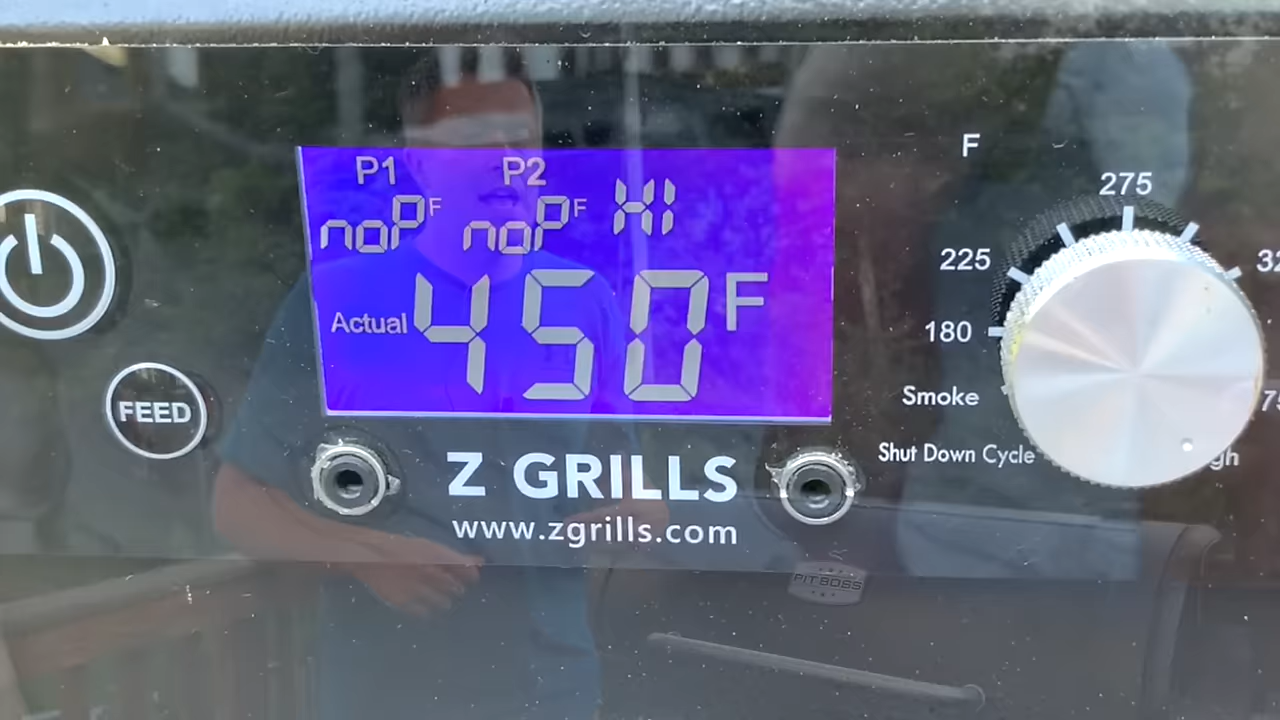 P1 P2 HI
noP F noP F
Actual 450 F
FEED
Z GRILLS
www.zgrills.com
F
275
225
180
Smoke
Shut Down Cycle
PIT BOSS